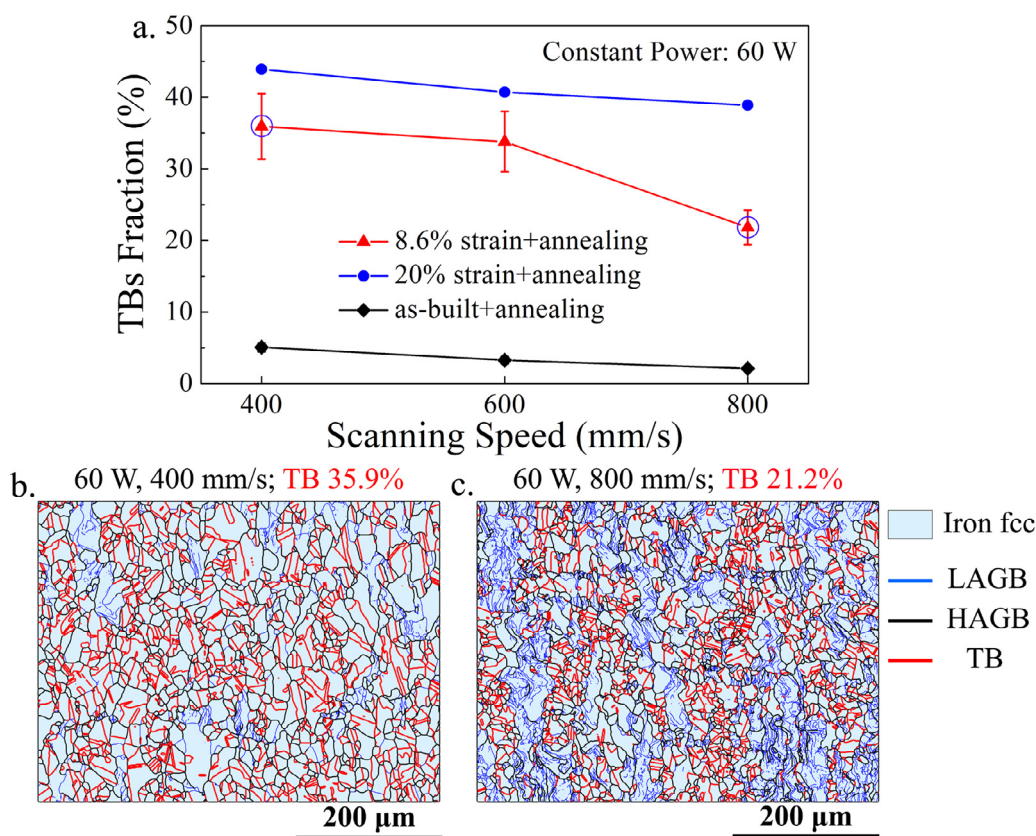 a.
Constant Power: 60 W
TBs Fraction (%)
50
40
30
20
10
0
8.6% strain+annealing
20% strain+annealing
as-built+annealing
400
600
800
Scanning Speed (mm/s)
b.
60 W, 400 mm/s; TB 35.9%
200 μm
c.
60 W, 800 mm/s; TB 21.2%
200 μm
Iron fcc
LAGB
HAGB
TB